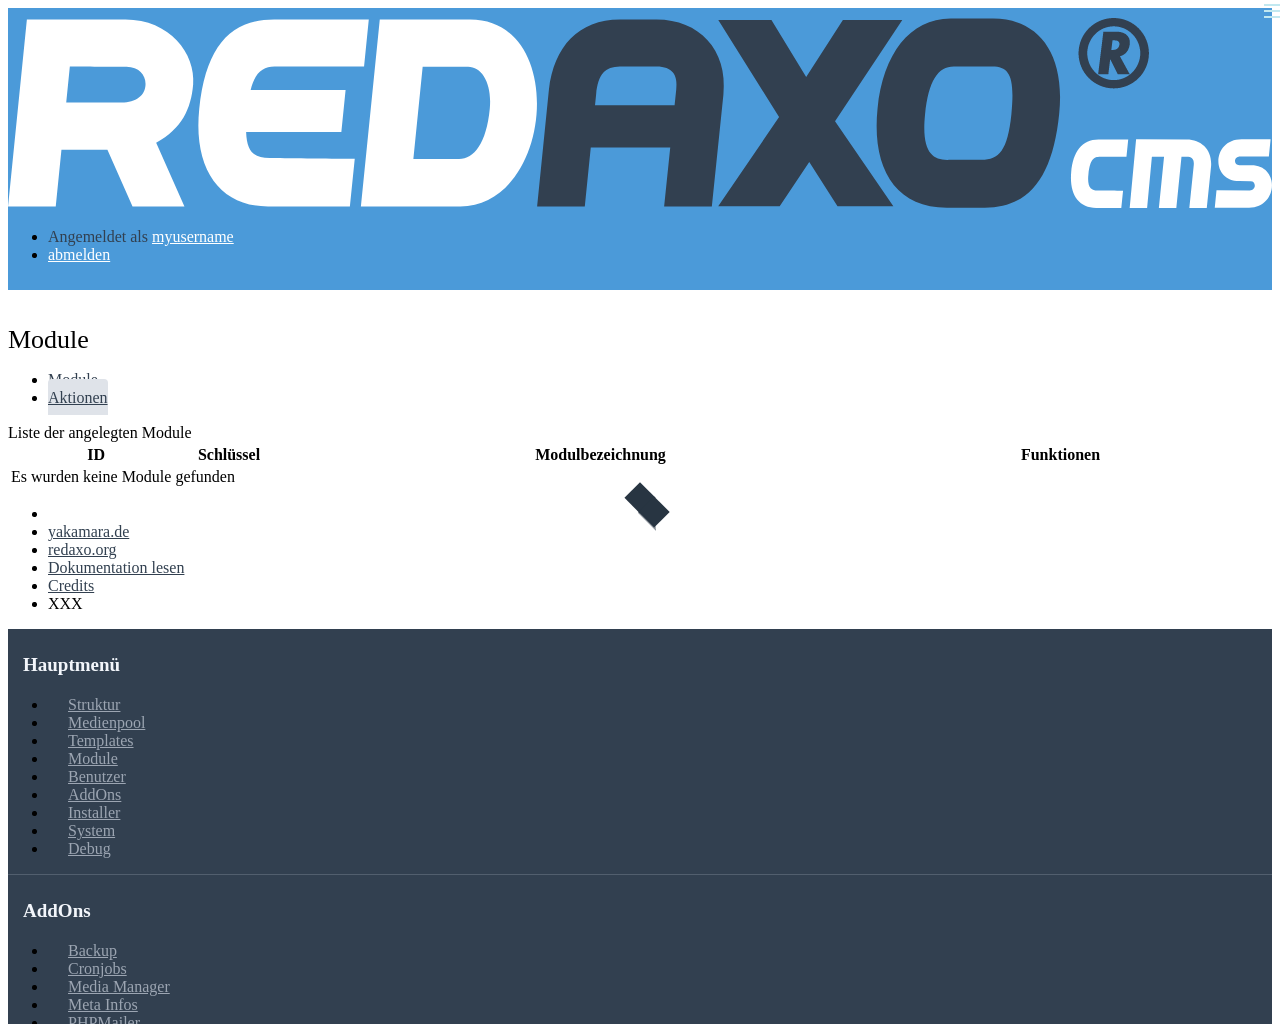 REDAXO®
cms
Angemeldet als myusername
abmelden
Module
Module
Aktionen
Liste der angelegten Module
ID Schlüssel Modulbezeichnung Funktionen
Es wurden keine Module gefunden
yakamara.de
redaxo.org
Dokumentation lesen
Credits
XXX
Hauptmenü
Struktur
Medienpool
Templates
Module
Benutzer
AddOns
Installer
System
Debug
AddOns
Backup
Cronjobs
Media Manager
Meta Infos
PHPMailer